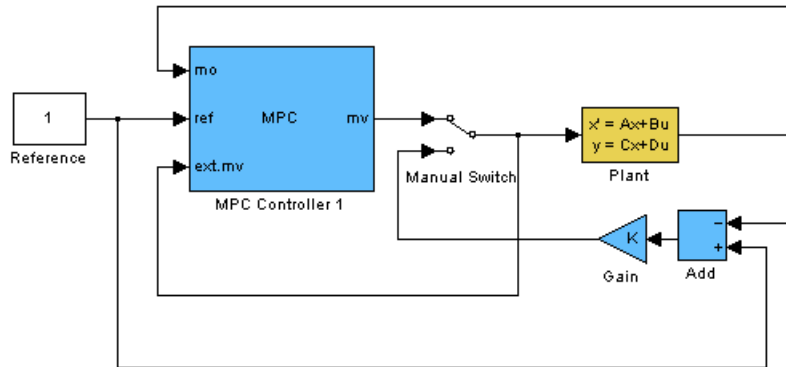 mo
1
ref
MPC
mv
x' = Ax+Bu
y = Cx+Du
Reference
ext.mv
Manual Switch
Plant
MPC Controller 1
−
K
+
Gain
Add